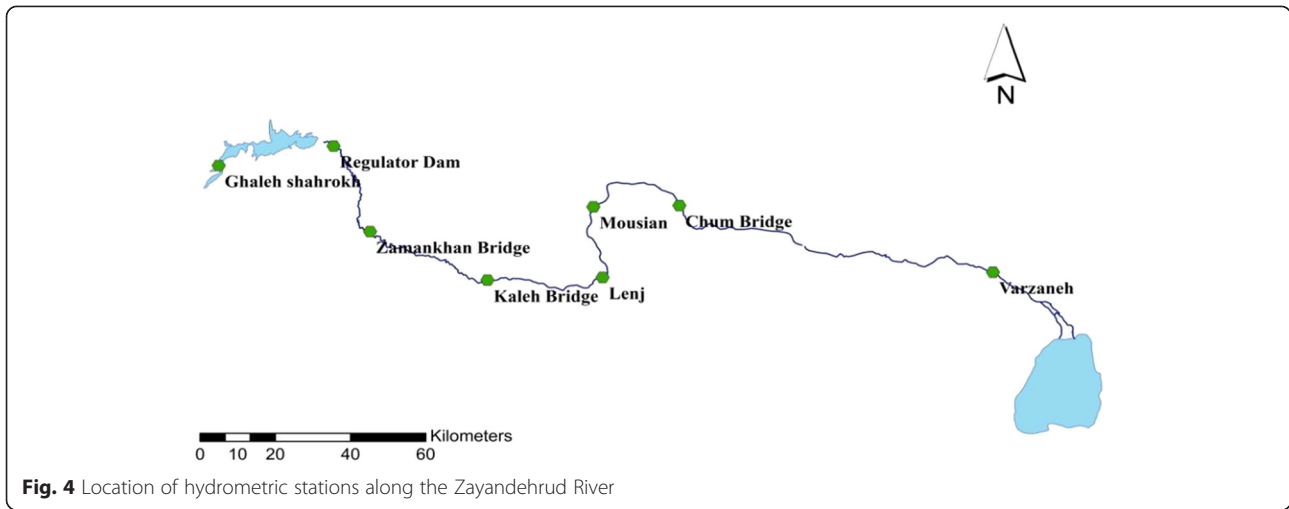 N
Regulator Dam
Ghaleh shahrokh
Mousian
Chum Bridge
Zamankhan Bridge
Kaleh Bridge
Lenj
Varzaneh
Kilometers
0 10 20 40 60
Fig. 4 Location of hydrometric stations along the Zayandehrud River